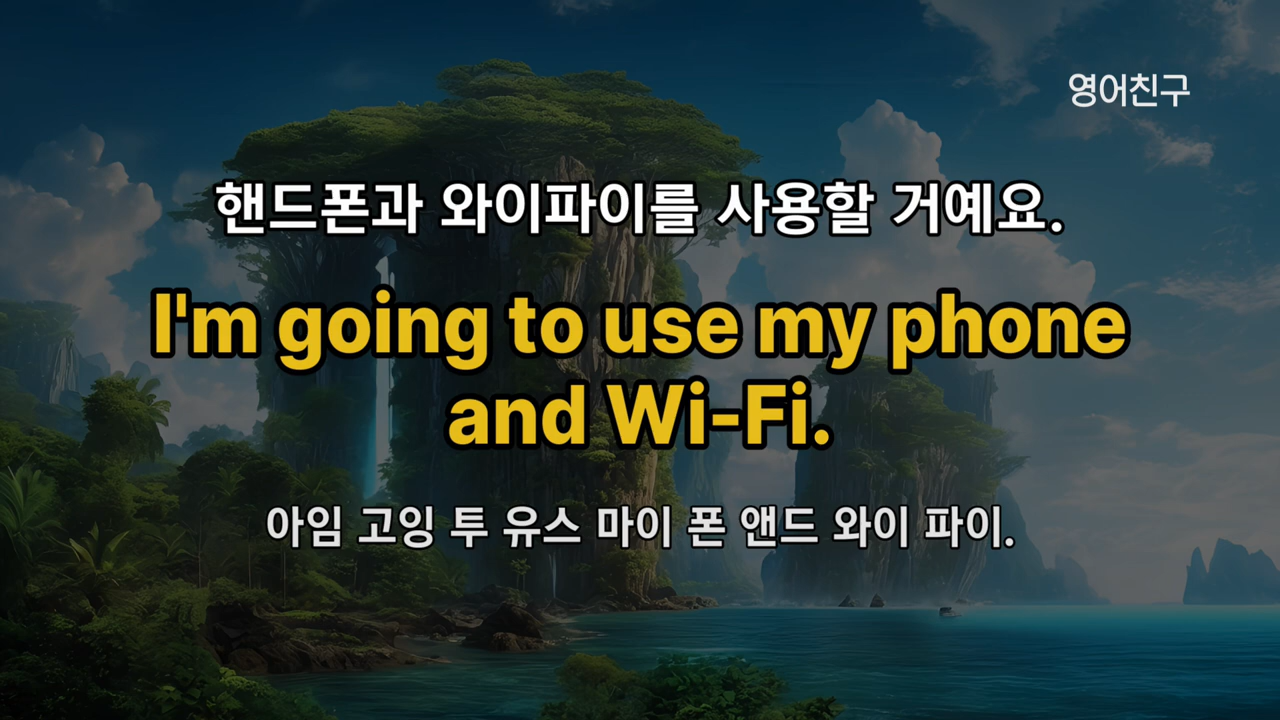 영어친구
핸드폰과 와이파이를 사용할 거예요.
I'm going to use my phone
and Wi-Fi.
아임 고잉 투 유스 마이 폰 앤드 와이 파이.